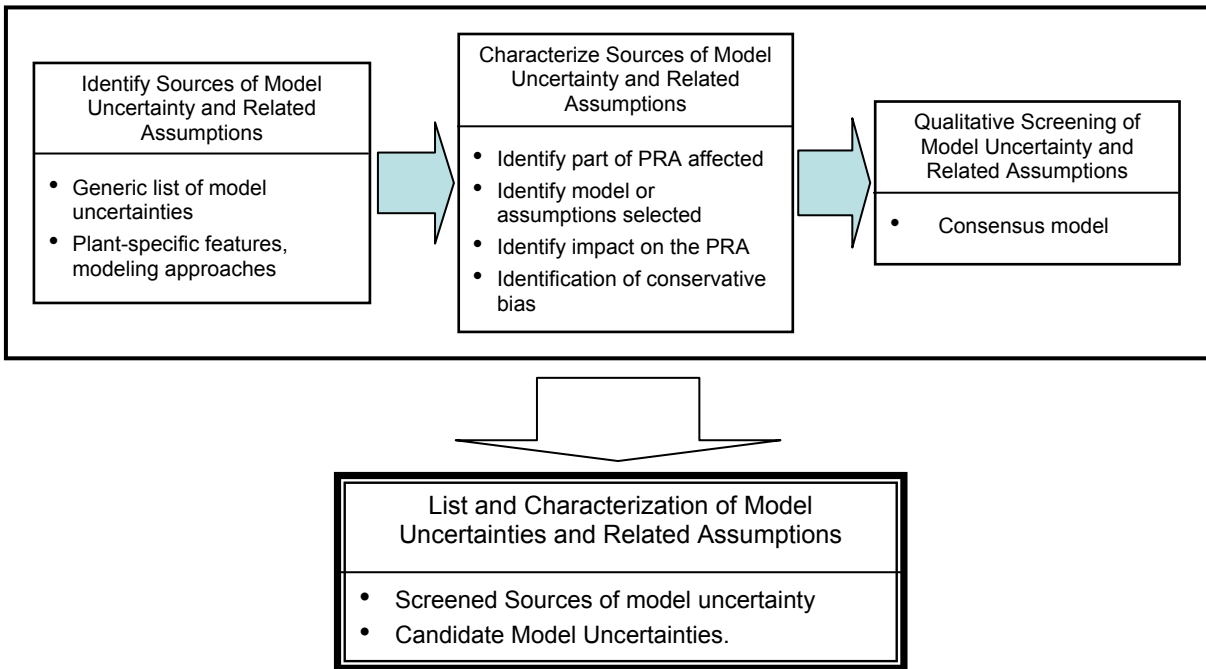 Identify Sources of Model
Uncertainty and Related
Assumptions
• Generic list of model
uncertainties
• Plant-specific features,
modeling approaches
Characterize Sources of Model
Uncertainty and Related
Assumptions
• Identify part of PRA affected
• Identify model or
assumptions selected
• Identify impact on the PRA
• Identification of conservative
bias
Qualitative Screening of
Model Uncertainty and
Related Assumptions
• Consensus model
List and Characterization of Model
Uncertainties and Related Assumptions
• Screened Sources of model uncertainty
• Candidate Model Uncertainties.